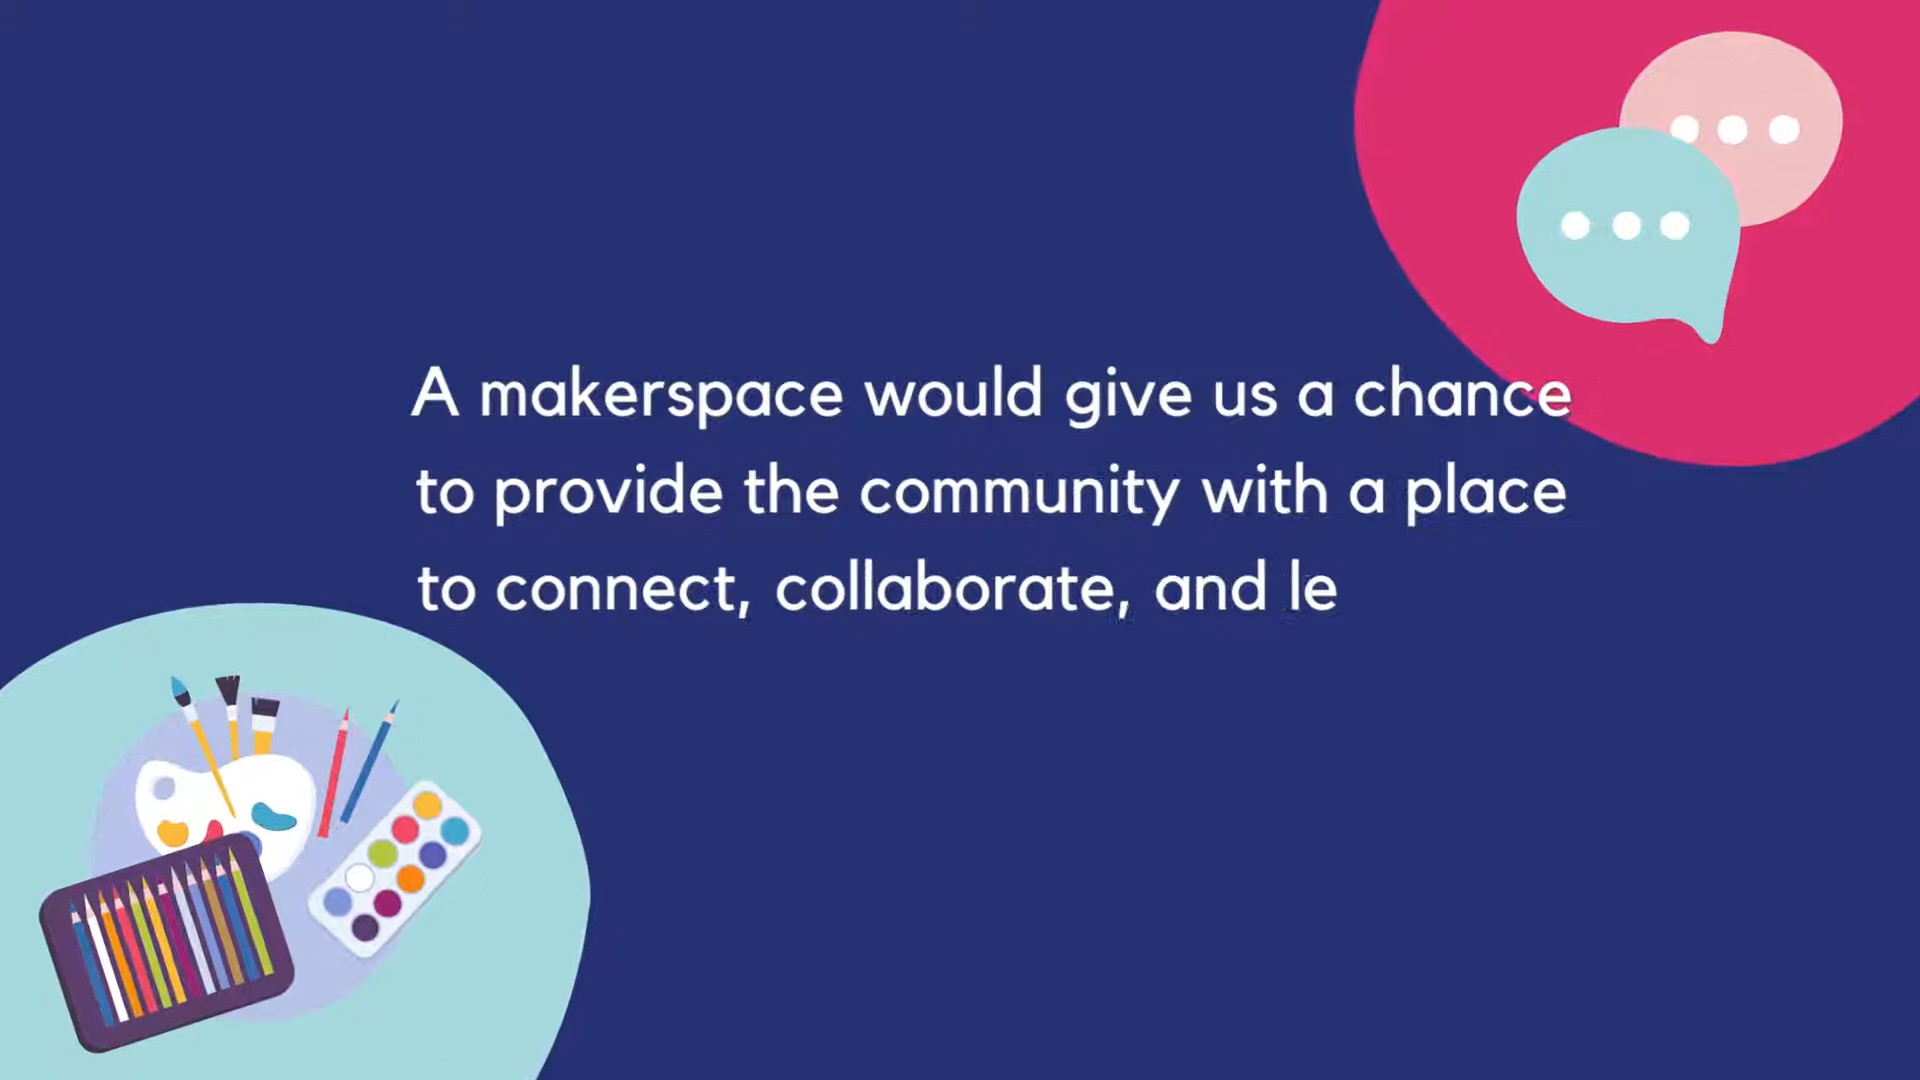 A makerspace would give us a chance
to provide the community with a place
to connect, collaborate, and le